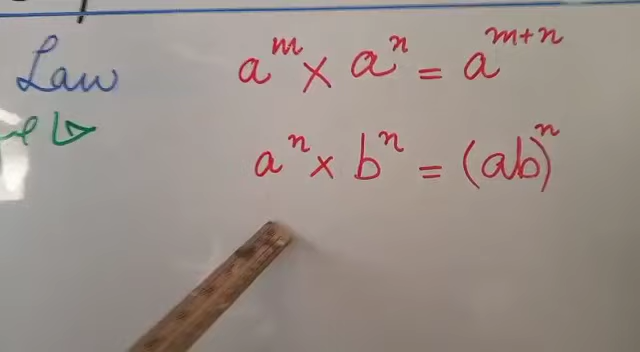 Law a^m × a^n = a^{m+n}
a^n × b^n = (ab)^n